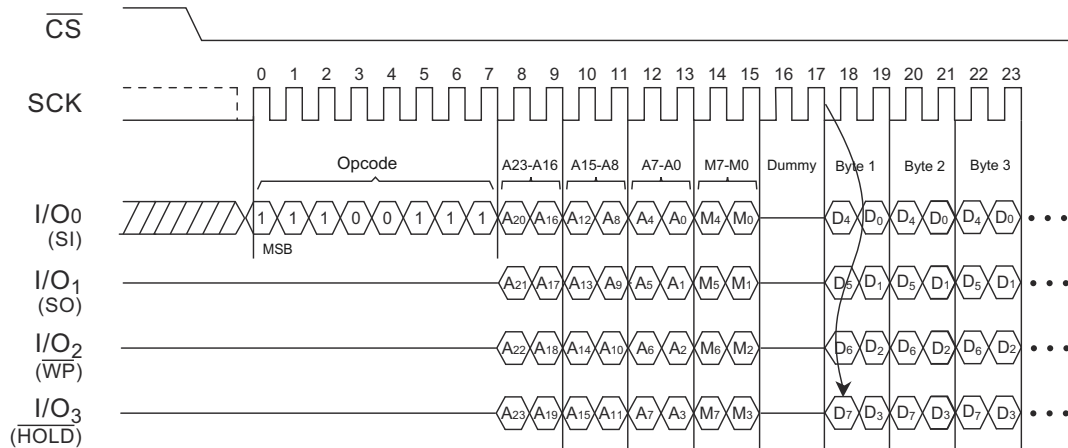 CS
0 1 2 3 4 5 6 7 8 9 10 11 12 13 14 15 16 17 18 19 20 21 22 23
SCK
Opcode A23-A16 A15-A8 A7-A0 M7-M0 Dummy Byte 1 Byte 2 Byte 3
I/O0 1 1 1 0 0 1 1 1 A20 A16 A12 A8 A4 A0 M4 M0 D4 D0 D4 D0 D4 D0
(SI)
MSB
I/O1 A21 A17 A13 A9 A5 A1 M5 M1 D5 D1 D5 D1 D5 D1
(SO)
I/O2 A22 A18 A14 A10 A6 A2 M6 M2 D6 D2 D6 D2 D6 D2
(WP)
I/O3 A23 A19 A15 A11 A7 A3 M7 M3 D7 D3 D7 D3 D7 D3
(HOLD)